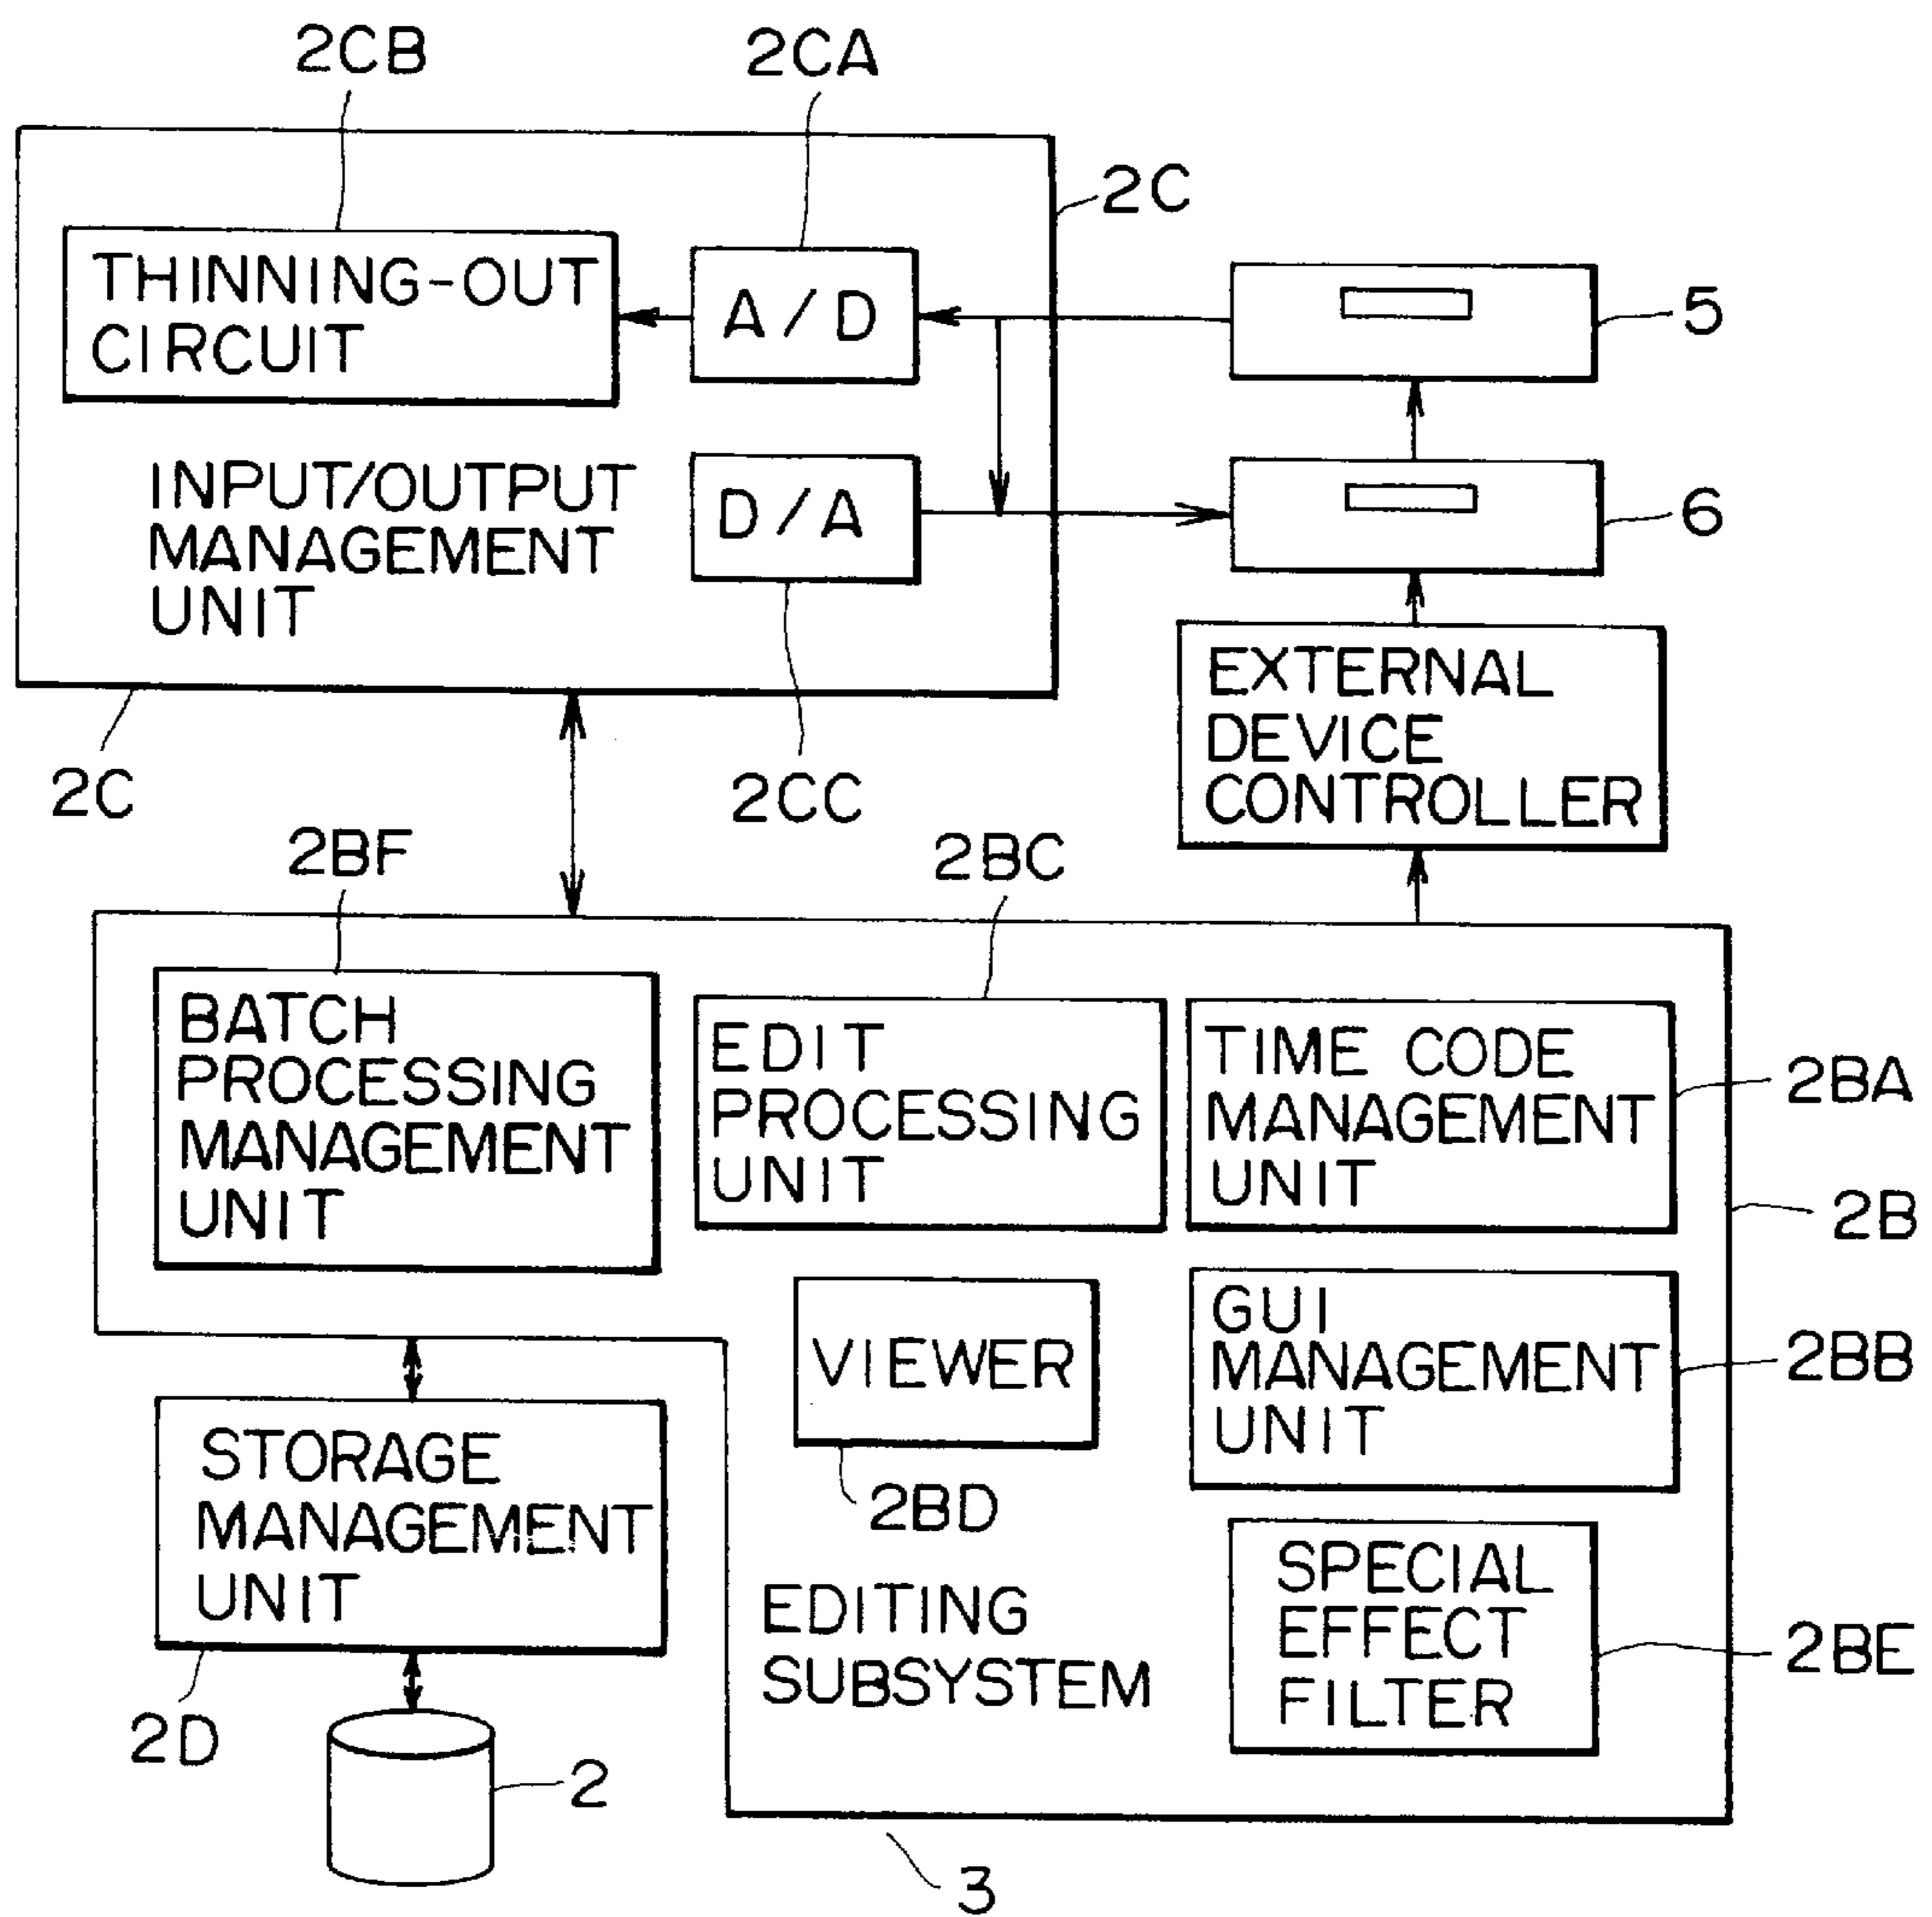 2CB
2CA
2C
THINNING-OUT
CIRCUIT
A/D
5
INPUT/OUTPUT
MANAGEMENT
UNIT
D/A
6
EXTERNAL
DEVICE
CONTROLLER
2C
2CC
2BF
2BC
BATCH
PROCESSING
MANAGEMENT
UNIT
EDIT
PROCESSING
UNIT
TIME CODE
MANAGEMENT
UNIT
2BA
2B
VIEWER
GUI
MANAGEMENT
UNIT
2BB
2BD
STORAGE
MANAGEMENT
UNIT
EDITING
SUBSYSTEM
SPECIAL
EFFECT
FILTER
2BE
2D
2
3